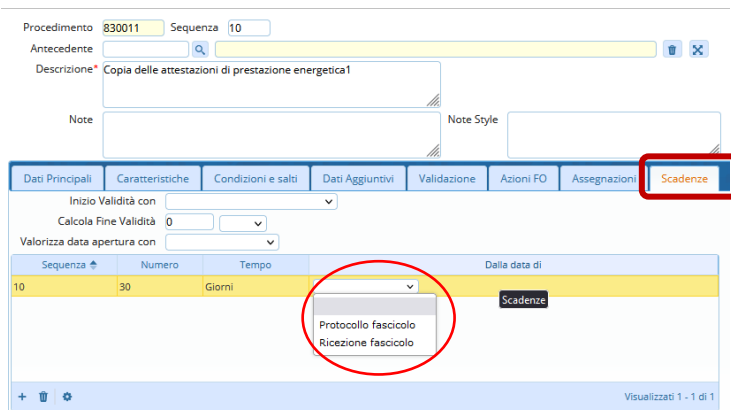 Procedimento 830011 Sequenza 10
Antecedente
Descrizione* Copia delle attestazioni di prestazione energetica1
Note Note Style
Dati Principali Caratteristiche Condizioni e salti Dati Aggiuntivi Validazione Azioni FO Assegnazioni Scadenze
Inizio Validità con
Calcola Fine Validità 0
Valorizza data apertura con
Sequenza Numero Tempo Dalla data di
10 30 Giorni
Scadenze
Protocollo fascicolo
Ricezione fascicolo
Visualizzati 1 - 1 di 1